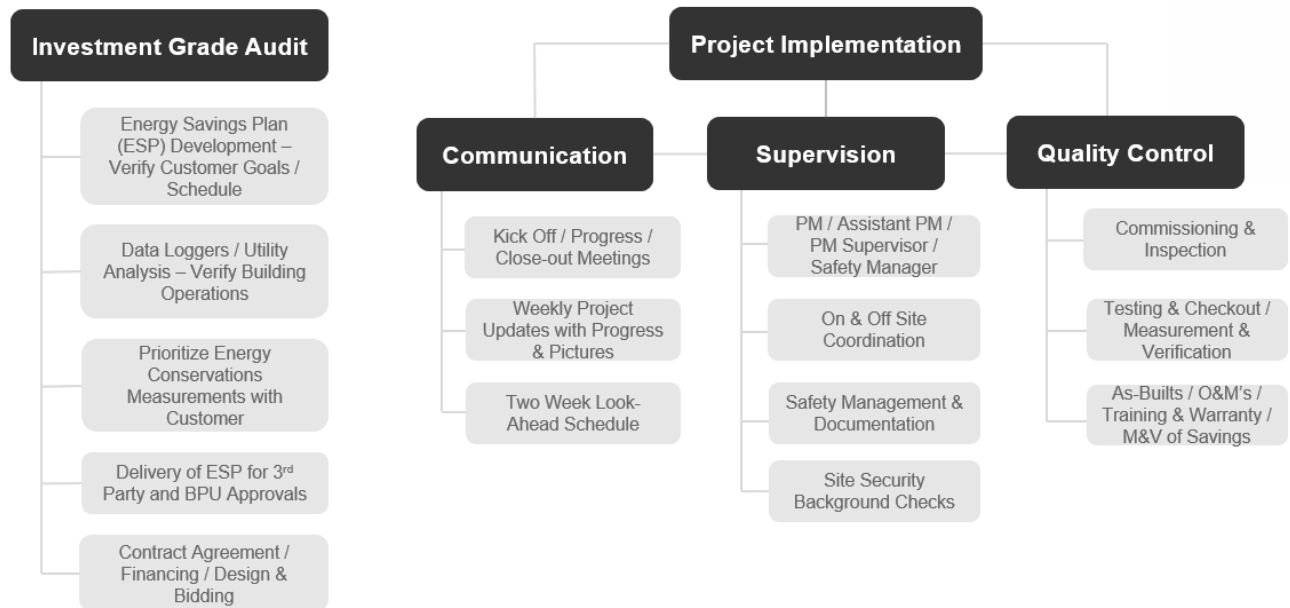 Investment Grade Audit
Energy Savings Plan
(ESP) Development –
Verify Customer Goals /
Schedule
Data Loggers / Utility
Analysis – Verify Building
Operations
Prioritize Energy
Conservations
Measurements with
Customer
Delivery of ESP for 3rd
Party and BPU Approvals
Contract Agreement /
Financing / Design &
Bidding
Project Implementation
Communication
Kick Off / Progress /
Close-out Meetings
Weekly Project
Updates with Progress
& Pictures
Two Week Look-
Ahead Schedule
Supervision
PM / Assistant PM /
PM Supervisor /
Safety Manager
On & Off Site
Coordination
Safety Management &
Documentation
Site Security
Background Checks
Quality Control
Commissioning &
Inspection
Testing & Checkout /
Measurement &
Verification
As-Builts / O&M's /
Training & Warranty /
M&V of Savings